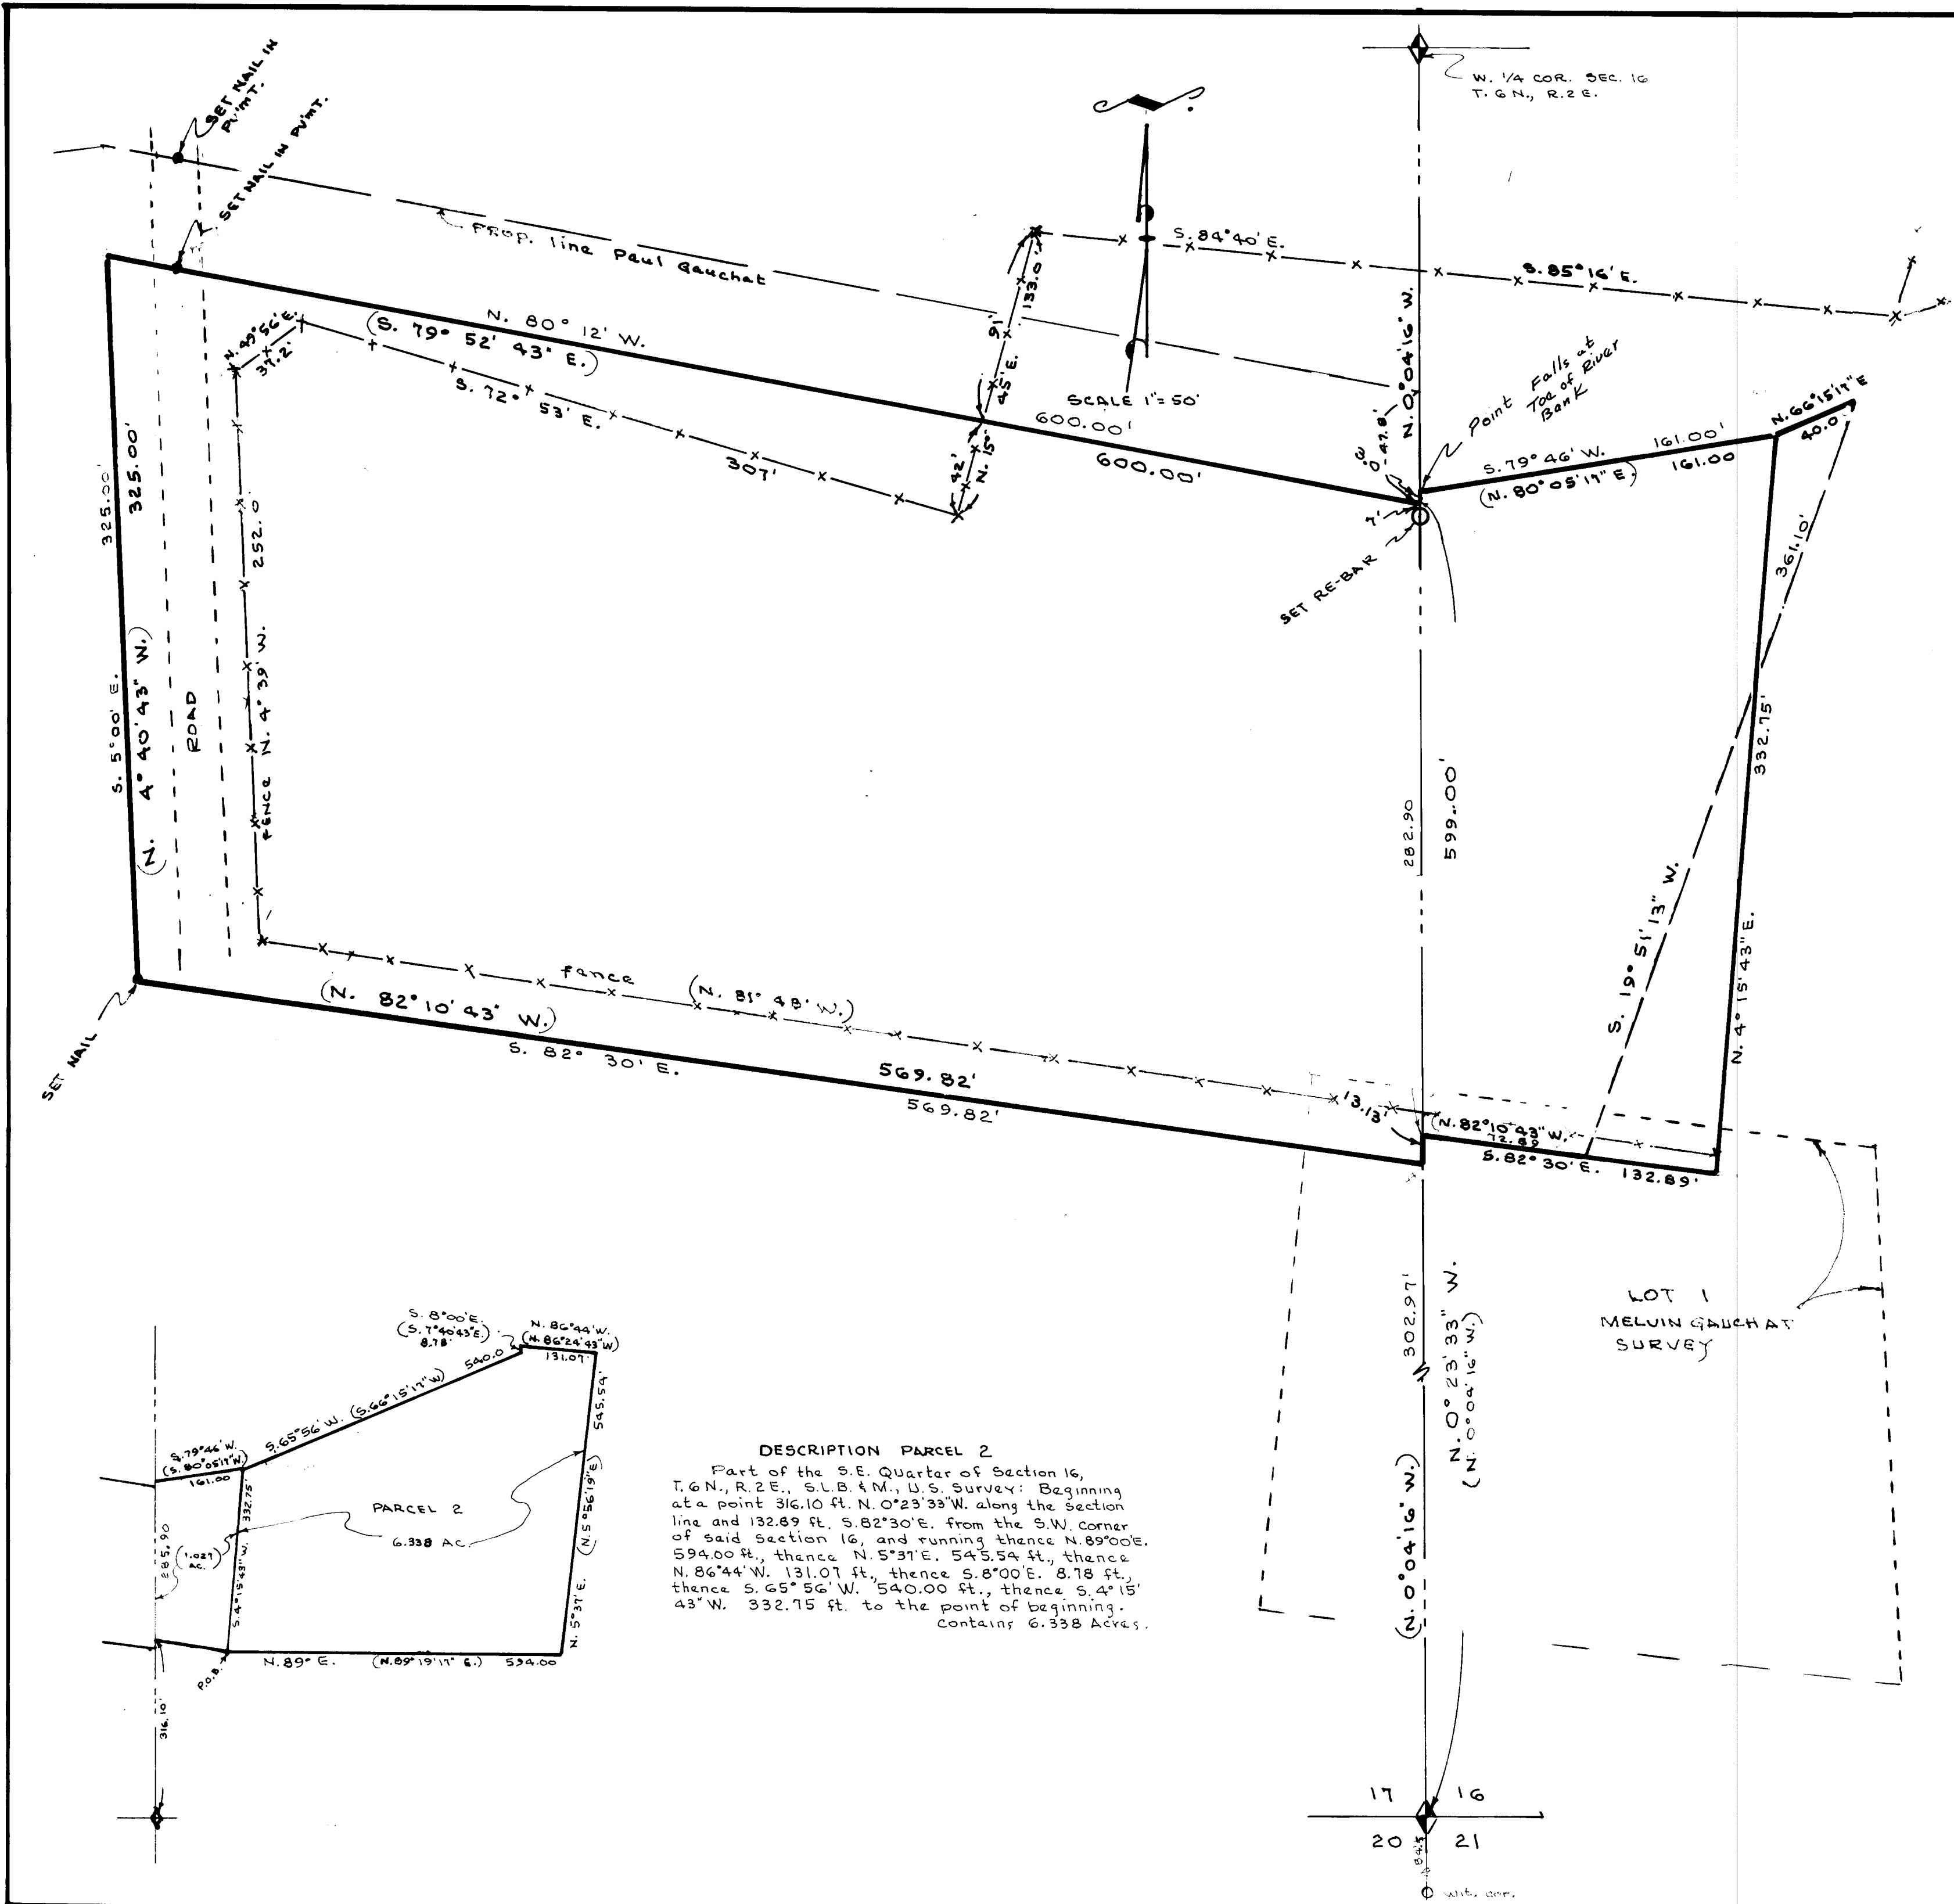 SET NAIL IN
PV'MT.
SET NAIL IN PV'MT.
W. 1/4 COR. SEC. 16
T. 6 N., R. 2 E.
PROP. line Paul Gauchat
S. 84°40' E.
S. 85°16' E.
133.0'
91'
45' E.
N. 15°
42'
SCALE 1"= 50'
N. 0°04'16" W.
47.8'
Point Falls at
Toe of River
Bank
N. 66°15'17" E
40.0'
N. 49°56' E.
37.2'
N. 80° 12' W.
(S. 79° 52' 43" E.)
S. 72° 53' E.
307'
600.00'
600.00'
S. 79°46' W.
161.00'
(N. 80°05'17" E.)
161.00
7'
SET RE-BAR
325.00'
325.00'
S. 5°00' E.
(N. 4° 40' 43" W.)
ROAD
252.0'
FENCE N. 4° 39' W.
361.10'
332.75'
S. 19° 51' 13" W.
N. 4° 15' 43" E.
282.90
599.00'
SET NAIL
fence
(N. 81° 48' W.)
(N. 82° 10' 43" W.)
S. 82° 30' E.
569.82'
569.82'
13.13'
(N. 82°10'43" W.)
72.89
S. 82°30' E.
132.89'
302.97'
N. 0° 23' 33" W.
(N. 0°04'16" W.)
(N. 0°04'16" W.)
LOT 1
MELVIN GAUCHAT
SURVEY
S. 8°00' E.
(S. 7°40'43" E.)
8.78'
N. 86°44' W.
(N. 86°24'43" W)
131.07'
540.0
S. 65°56' W. (S. 66°15'17" W)
S. 79°46' W.
(S. 80°05'17" W.)
161.00
332.75'
S. 4°15'43" W.
545.54'
(N. 5°56'19" E)
N. 5°37' E.
PARCEL 2
6.338 AC.
(1.027
AC.)
285.90
P.O.B.
N. 89° E.
(N. 89°19'17" E.)
594.00
316.10'
DESCRIPTION PARCEL 2
Part of the S.E. Quarter of Section 16,
T. 6 N., R. 2 E., S.L.B. & M., U.S. Survey: Beginning
at a point 316.10 ft. N. 0°23'33" W. along the section
line and 132.89 ft. S. 82°30' E. from the S.W. corner
of said Section 16, and running thence N. 89°00' E.
594.00 ft., thence N. 5°37' E. 545.54 ft., thence
N. 86°44' W. 131.07 ft., thence S. 8°00' E. 8.78 ft.,
thence S. 65° 56' W. 540.00 ft., thence S. 4° 15'
43" W. 332.75 ft. to the point of beginning.
contains 6.338 Acres.
17 16
20 21
84.5
wit. cor.